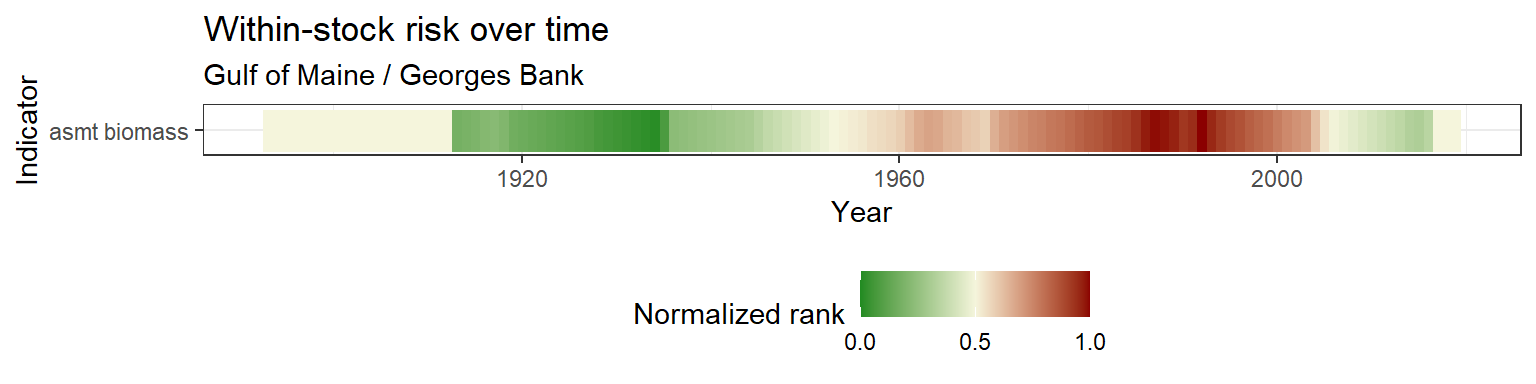 Within-stock risk over time
Gulf of Maine / Georges Bank
Indicator
asmt biomass
1920 1960 2000
Year
Normalized rank
0.0 0.5 1.0